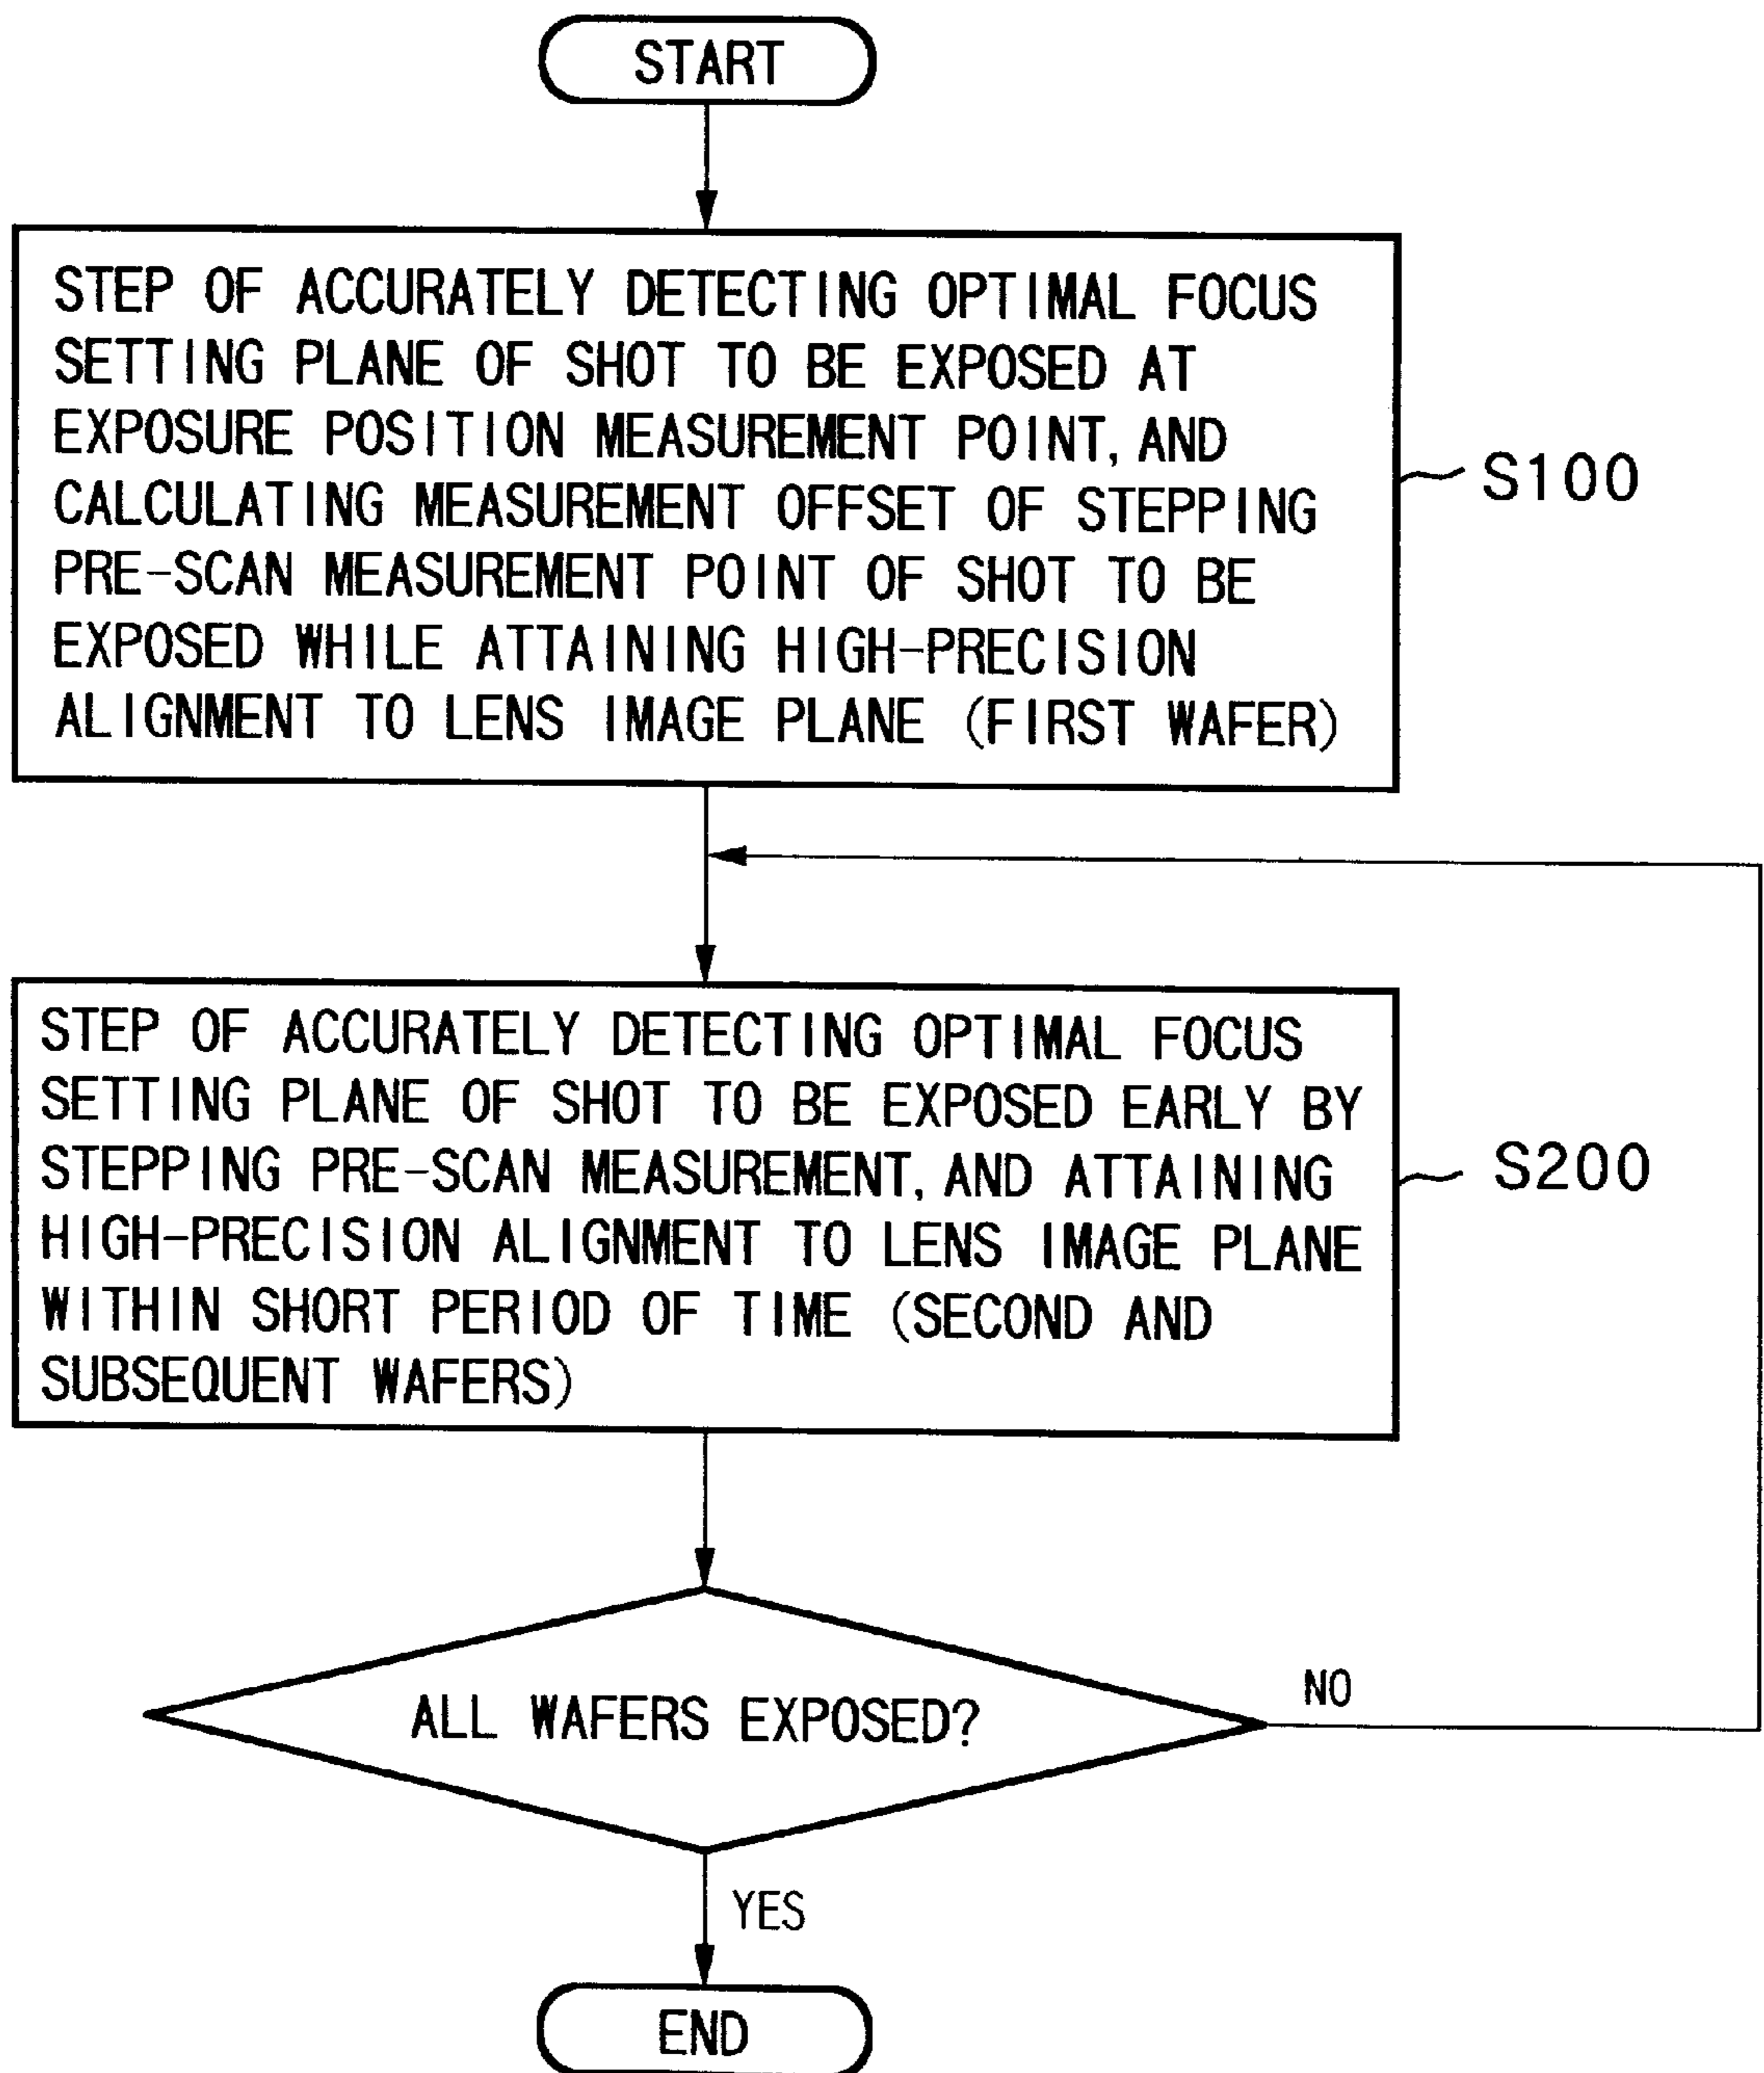 START
STEP OF ACCURATELY DETECTING OPTIMAL FOCUS
SETTING PLANE OF SHOT TO BE EXPOSED AT
EXPOSURE POSITION MEASUREMENT POINT, AND
CALCULATING MEASUREMENT OFFSET OF STEPPING
PRE-SCAN MEASUREMENT POINT OF SHOT TO BE
EXPOSED WHILE ATTAINING HIGH-PRECISION
ALIGNMENT TO LENS IMAGE PLANE (FIRST WAFER)
S100
STEP OF ACCURATELY DETECTING OPTIMAL FOCUS
SETTING PLANE OF SHOT TO BE EXPOSED EARLY BY
STEPPING PRE-SCAN MEASUREMENT, AND ATTAINING
HIGH-PRECISION ALIGNMENT TO LENS IMAGE PLANE
WITHIN SHORT PERIOD OF TIME (SECOND AND
SUBSEQUENT WAFERS)
S200
ALL WAFERS EXPOSED?
NO
YES
END